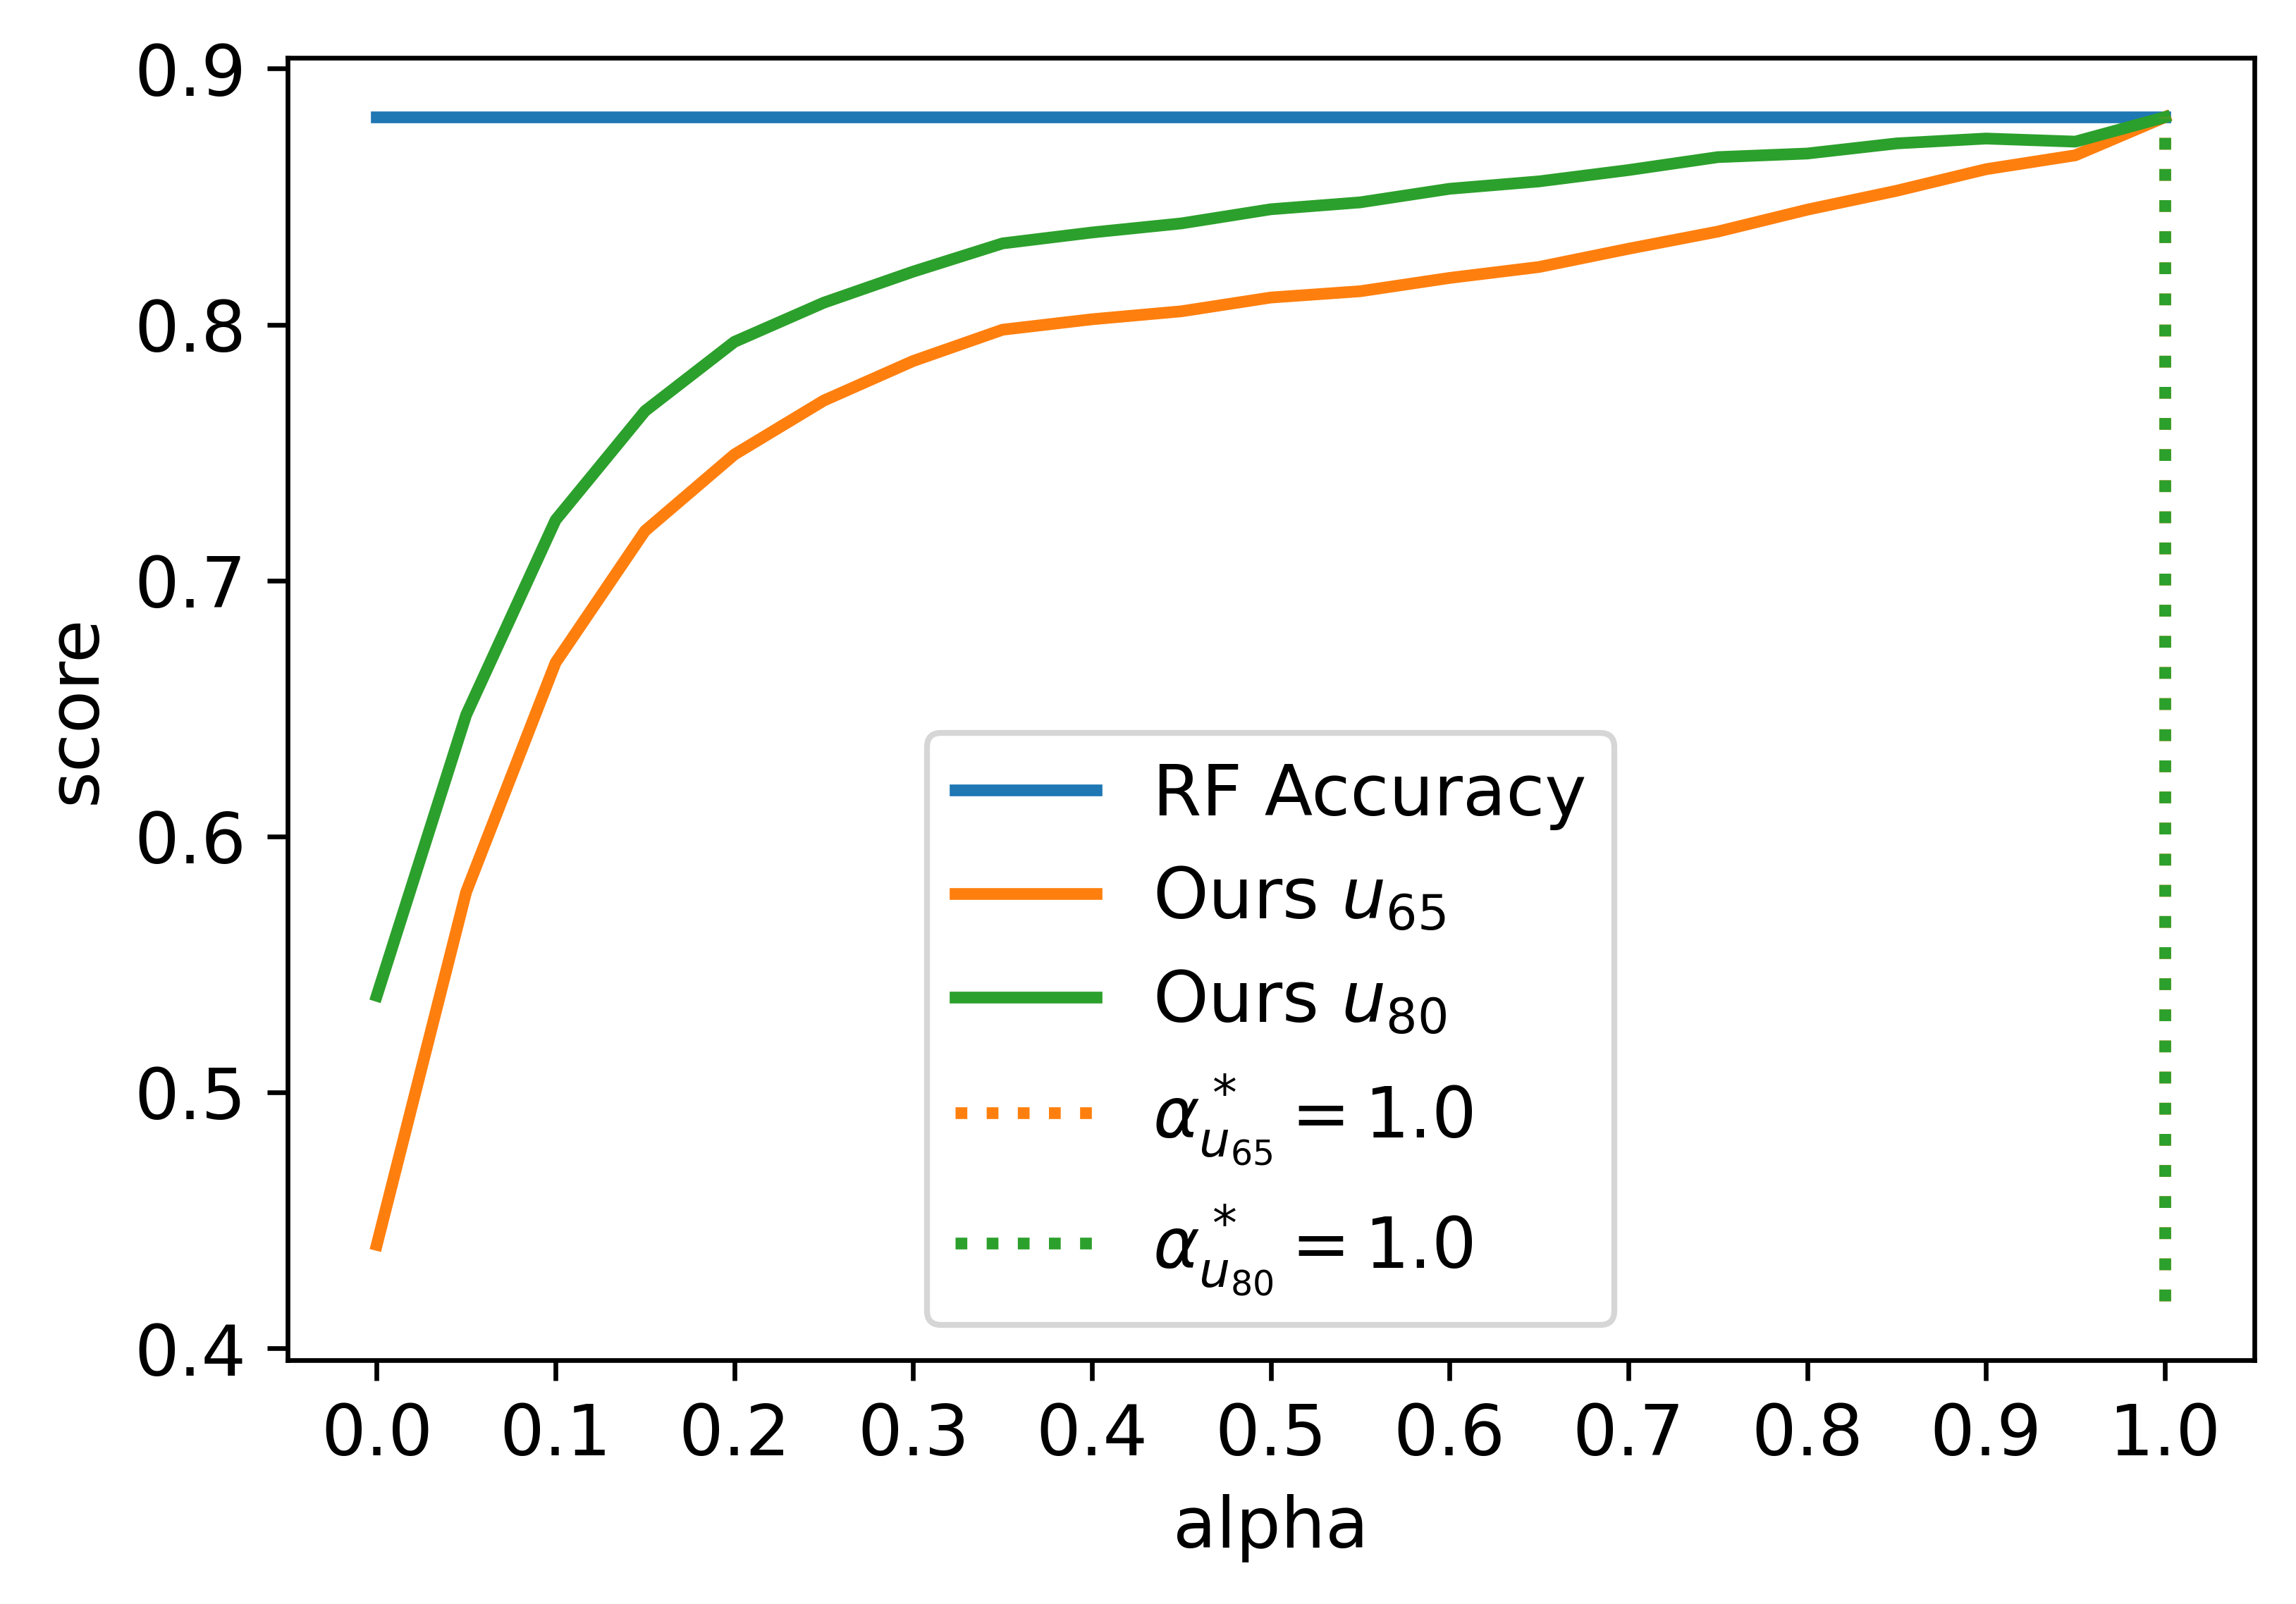 0.9
0.8
0.7
0.6
0.5
0.4
score
RF Accuracy
Ours u₆₅
Ours u₈₀
α*u₆₅ = 1.0
α*u₈₀ = 1.0
0.0 0.1 0.2 0.3 0.4 0.5 0.6 0.7 0.8 0.9 1.0
alpha